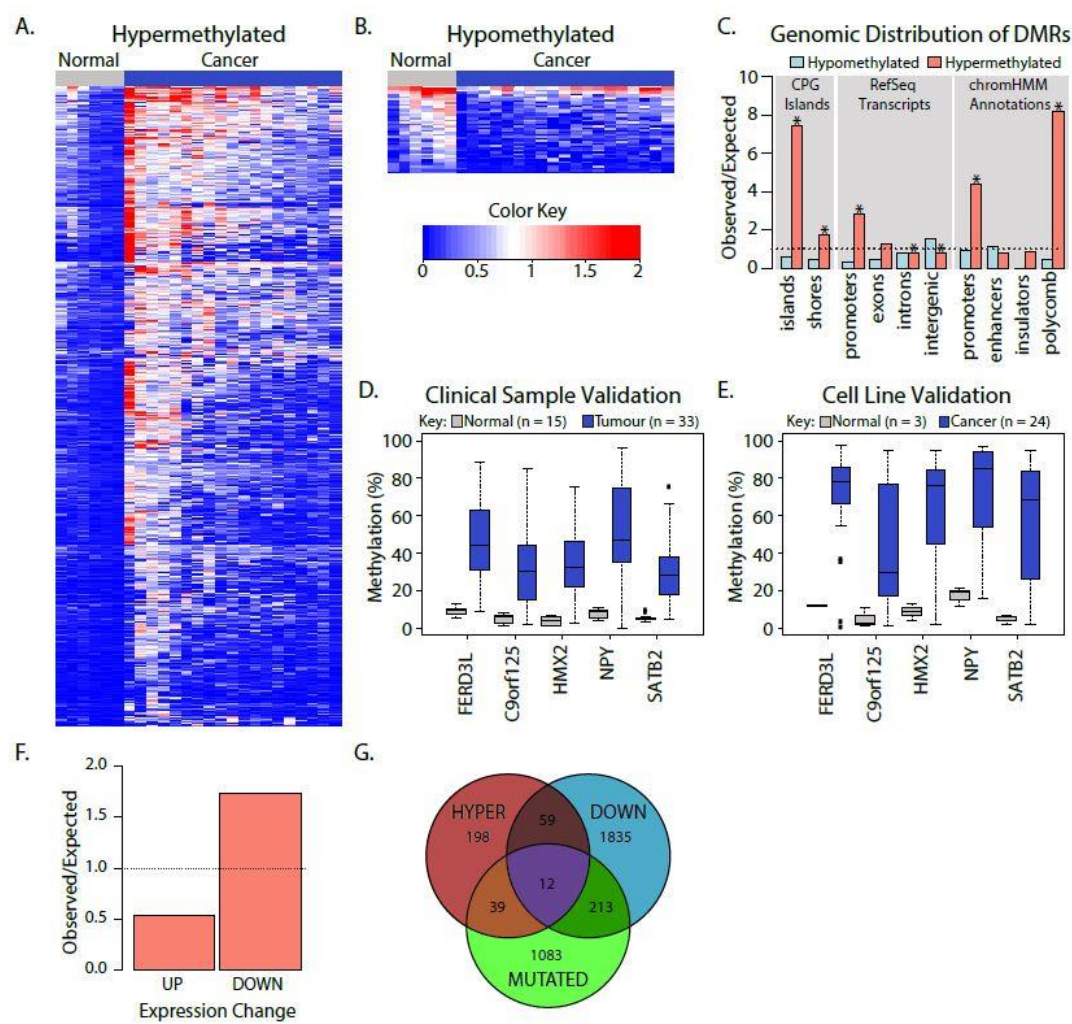 A.
Hypermethylated
Normal Cancer
B.
Hypomethylated
Normal Cancer
Color Key
0 0.5 1 1.5 2
C. Genomic Distribution of DMRs
Hypomethylated Hypermethylated
CPG Islands
RefSeq Transcripts
chromHMM Annotations
Observed/Expected
10
8
6
4
2
0
* * * * * * *
islands
shores
promoters
exons
introns
intergenic
promoters
enhancers
insulators
polycomb
D. Clinical Sample Validation
Key: Normal (n = 15) Tumour (n = 33)
Methylation (%)
100
80
60
40
20
0
FERD3L
C9orf125
HMX2
NPY
SATB2
E. Cell Line Validation
Key: Normal (n = 3) Cancer (n = 24)
Methylation (%)
100
80
60
40
20
0
FERD3L
C9orf125
HMX2
NPY
SATB2
F.
Observed/Expected
2.0
1.5
1.0
0.5
0.0
UP DOWN
Expression Change
G.
HYPER
198
59
DOWN
1835
12
39
213
1083
MUTATED